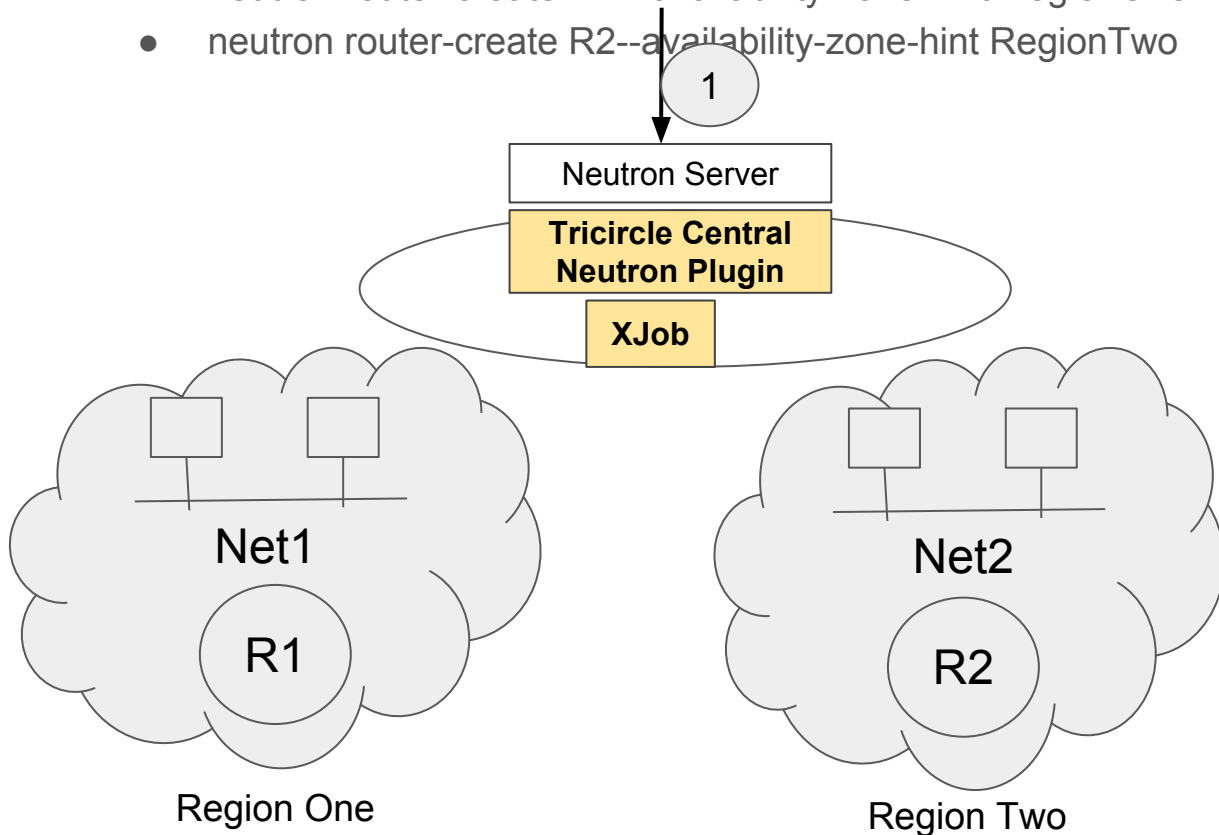 ● neutron router-create R2--availability-zone-hint RegionTwo
1
Neutron Server
Tricircle Central
Neutron Plugin
XJob
Net1
Net2
R1
R2
Region One
Region Two